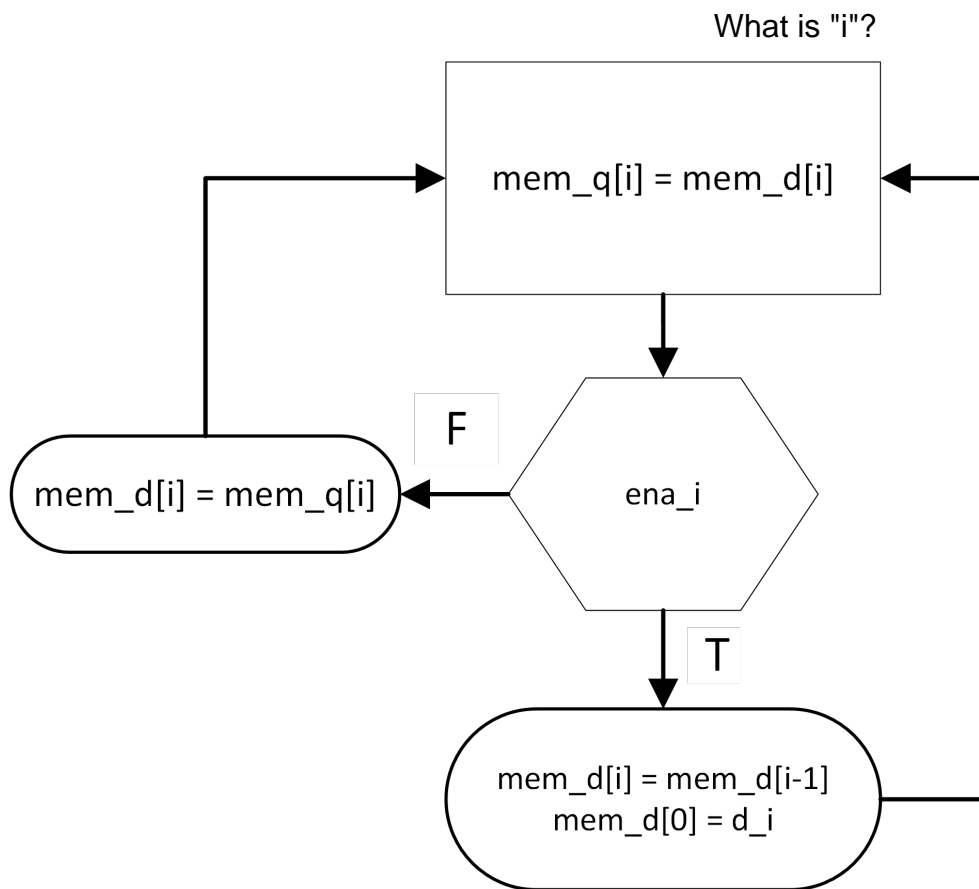 What is "i"?
mem_q[i] = mem_d[i]
F
mem_d[i] = mem_q[i]
ena_i
T
mem_d[i] = mem_d[i-1]
mem_d[0] = d_i